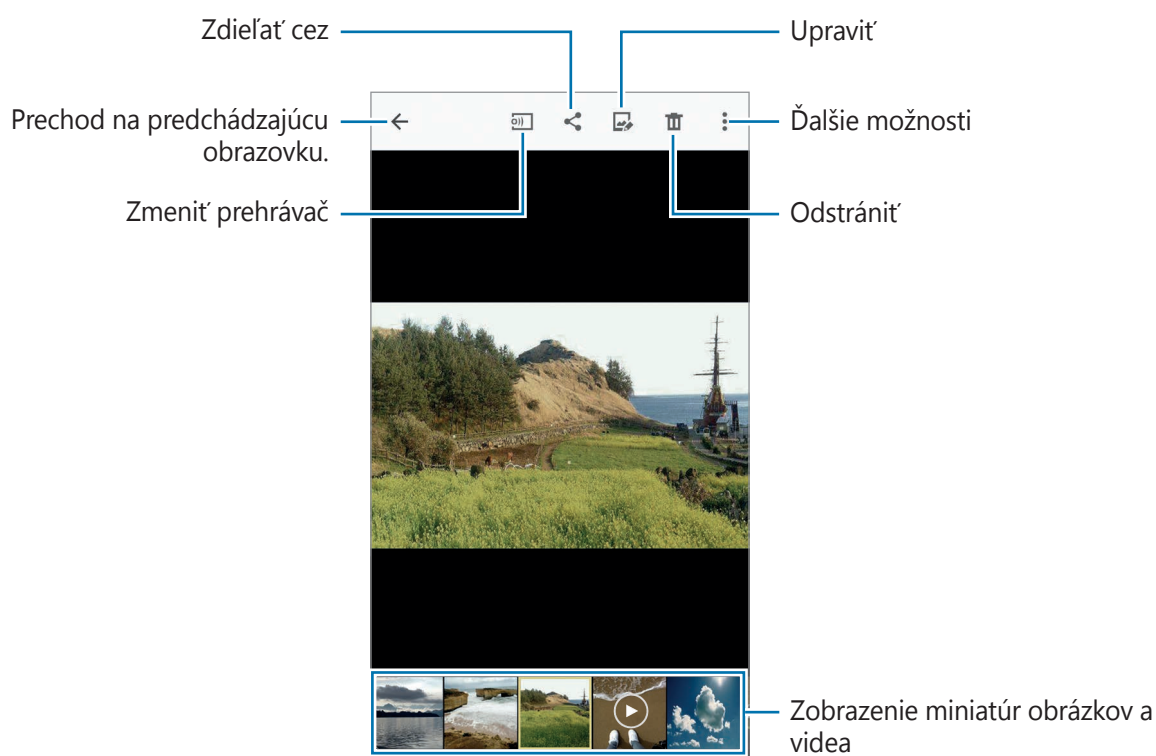 Zdieľať cez
Upraviť
Prechod na predchádzajúcu
obrazovku.
Ďalšie možnosti
Zmeniť prehrávač
Odstrániť
Zobrazenie miniatúr obrázkov a
videa